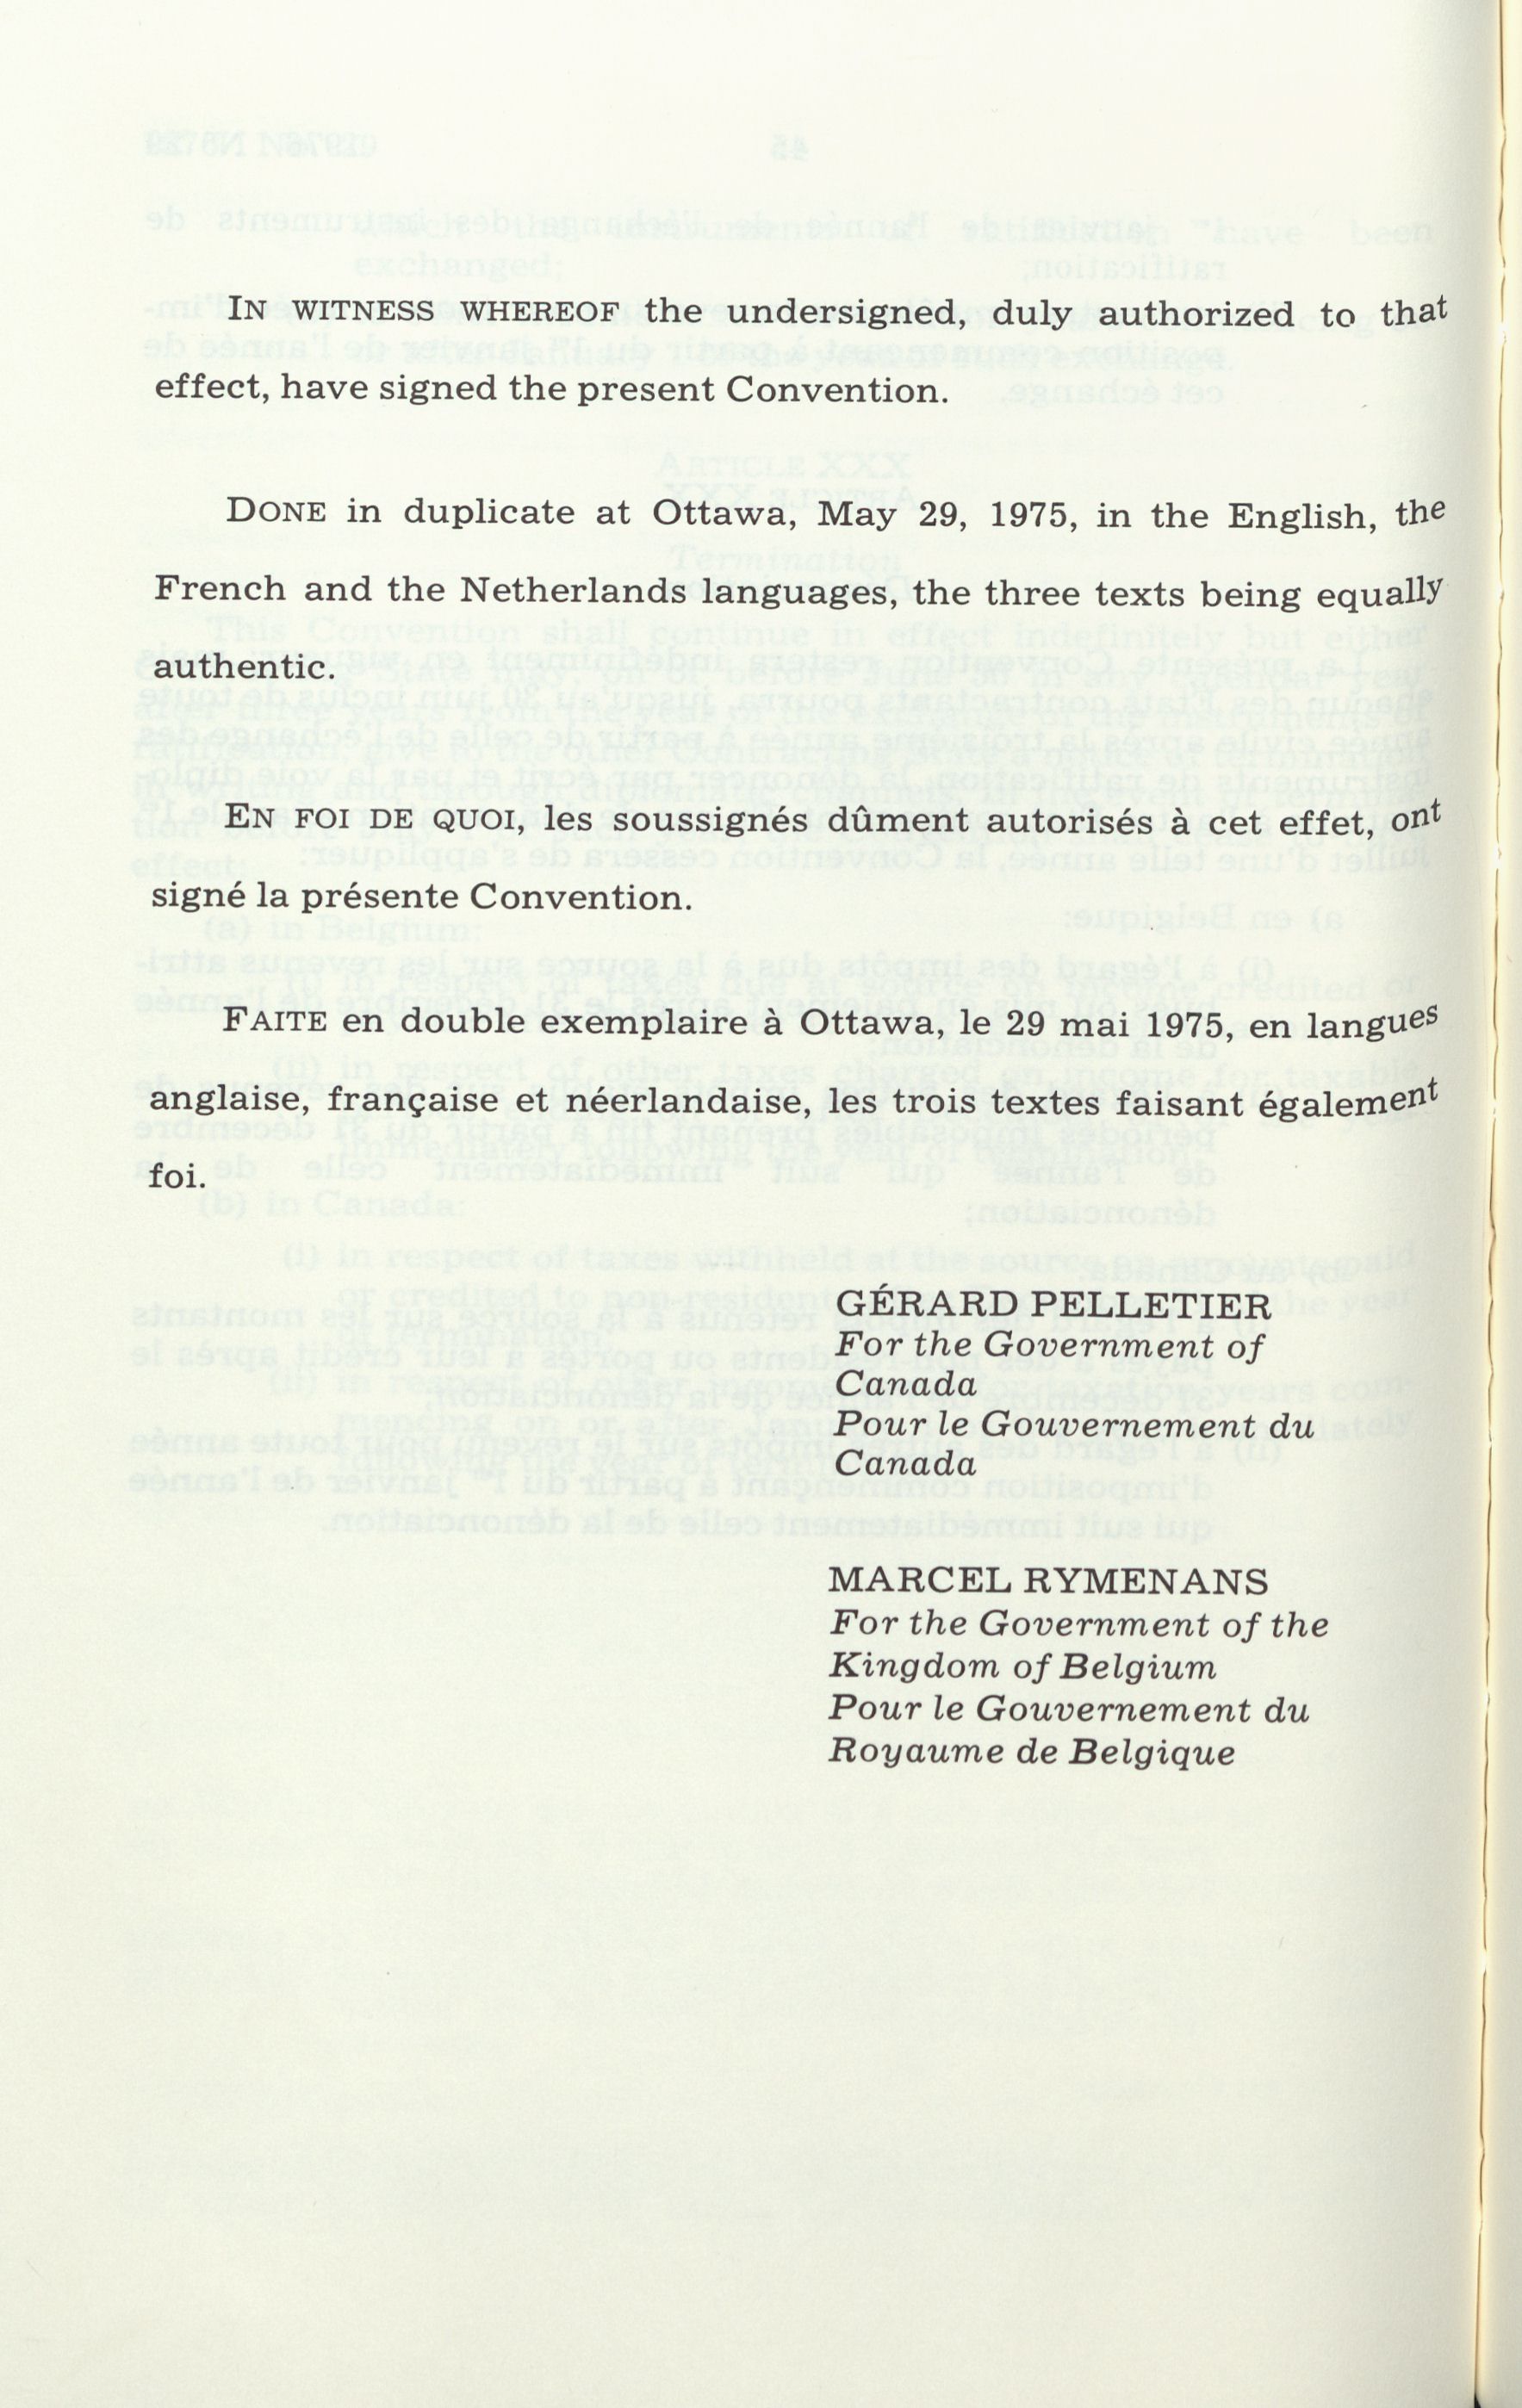 IN WITNESS WHEREOF the undersigned, duly authorized to that
effect, have signed the present Convention.
DONE in duplicate at Ottawa, May 29, 1975, in the English, the
French and the Netherlands languages, the three texts being equally
authentic.
EN FOI DE QUOI, les soussignés dûment autorisés à cet effet, ont
signé la présente Convention.
FAITE en double exemplaire à Ottawa, le 29 mai 1975, en langues
anglaise, française et néerlandaise, les trois textes faisant également
foi.
GÉRARD PELLETIER
For the Government of
Canada
Pour le Gouvernement du
Canada
MARCEL RYMENANS
For the Government of the
Kingdom of Belgium
Pour le Gouvernement du
Royaume de Belgique